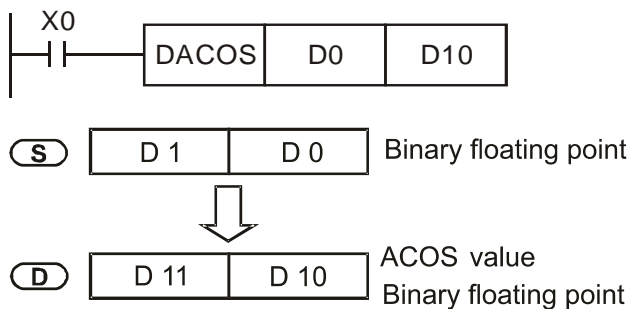 X0
DACOS D0 D10
S D 1 D 0 Binary floating point
D D 11 D 10 ACOS value
Binary floating point